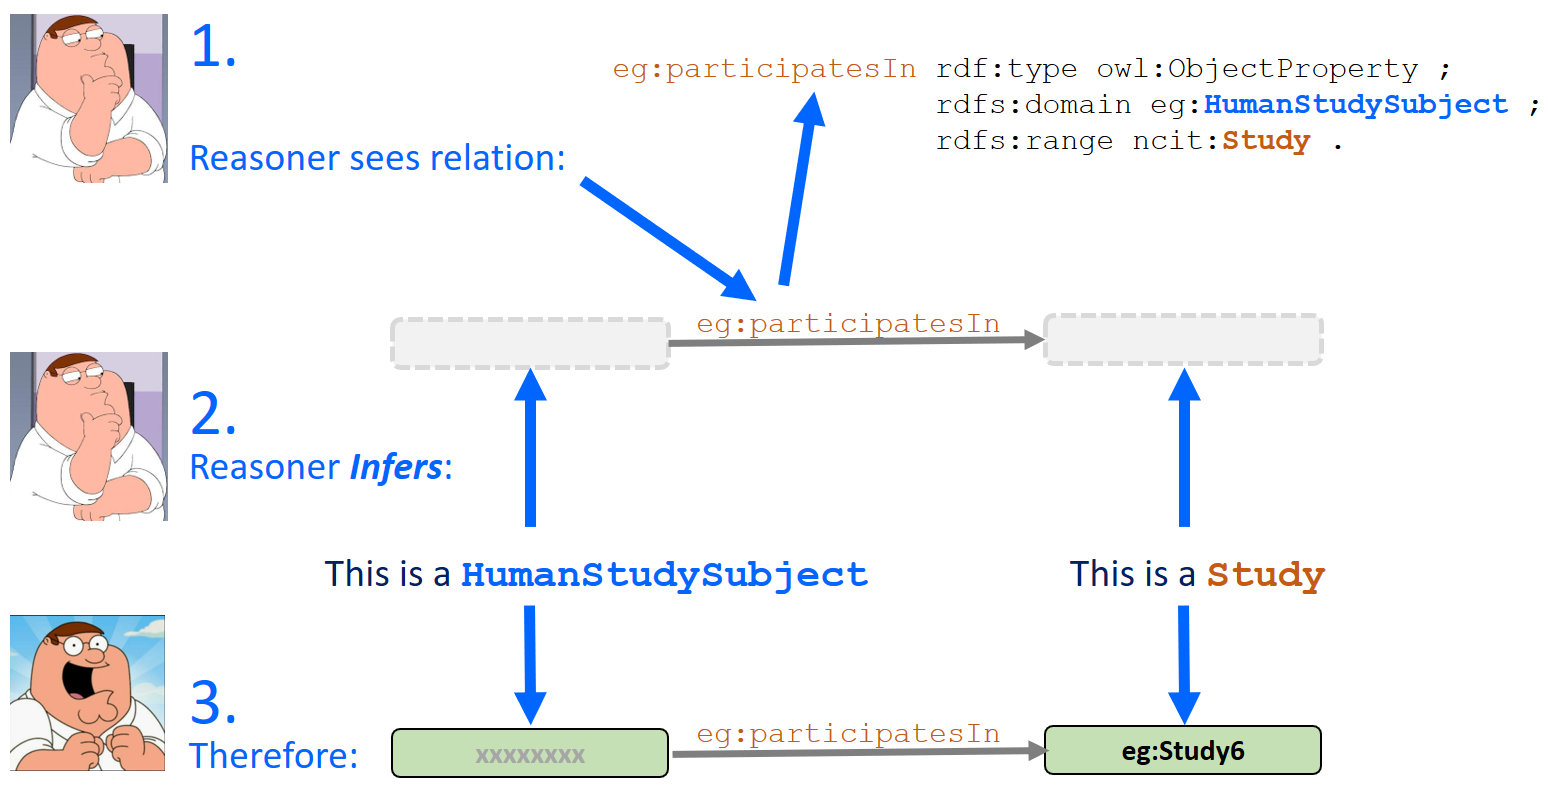 1.
eg:participatesIn rdf:type owl:ObjectProperty ;
rdfs:domain eg:HumanStudySubject ;
rdfs:range ncit:Study .
Reasoner sees relation:
eg:participatesIn
2.
Reasoner Infers:
This is a HumanStudySubject
This is a Study
3.
Therefore:
xxxxxxxx
eg:participatesIn
eg:Study6